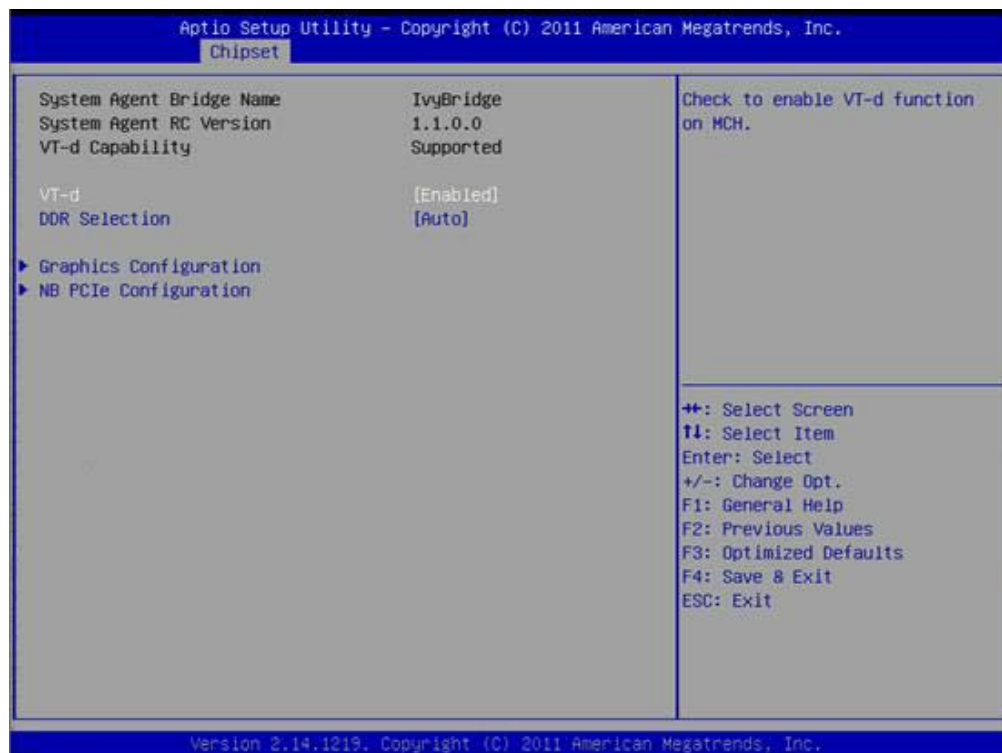 Aptio Setup Utility - Copyright (C) 2011 American Megatrends, Inc.
Chipset
System Agent Bridge Name IvyBridge
System Agent RC Version 1.1.0.0
VT-d Capability Supported
VT-d [Enabled]
DDR Selection [Auto]
► Graphics Configuration
► NB PCIe Configuration
Check to enable VT-d function
on MCH.
→←: Select Screen
↑↓: Select Item
Enter: Select
+/-: Change Opt.
F1: General Help
F2: Previous Values
F3: Optimized Defaults
F4: Save & Exit
ESC: Exit
Version 2.14.1219. Copyright (C) 2011 American Megatrends, Inc.